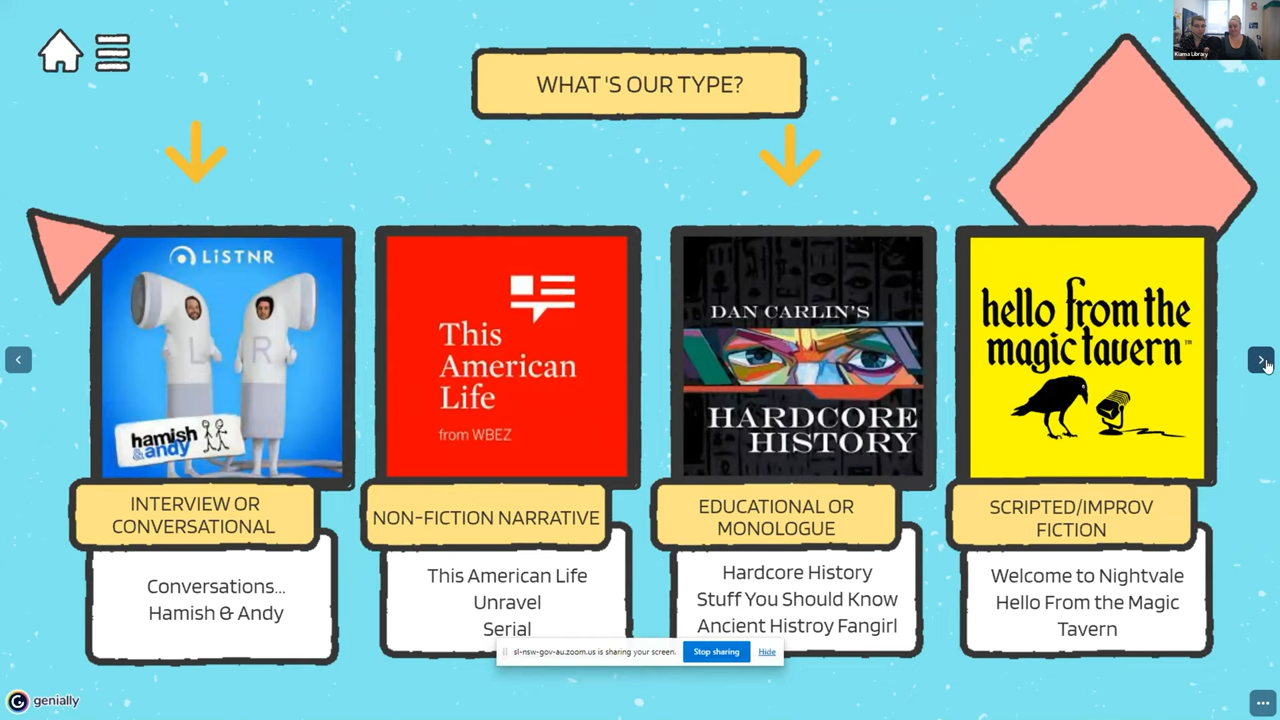 Kiama Library
WHAT'S OUR TYPE?
LiSTNR
L R
hamish
&andy
This
American
Life
from WBEZ
DAN CARLIN'S
HARDCORE
HISTORY
hello from the
magic tavern™
INTERVIEW OR
CONVERSATIONAL
NON-FICTION NARRATIVE
EDUCATIONAL OR
MONOLOGUE
SCRIPTED/IMPROV
FICTION
Conversations...
Hamish & Andy
This American Life
Unravel
Serial
Hardcore History
Stuff You Should Know
Ancient Histroy Fangirl
Welcome to Nightvale
Hello From the Magic
Tavern
sl-nsw-gov-au.zoom.us is sharing your screen. Stop sharing Hide
genially